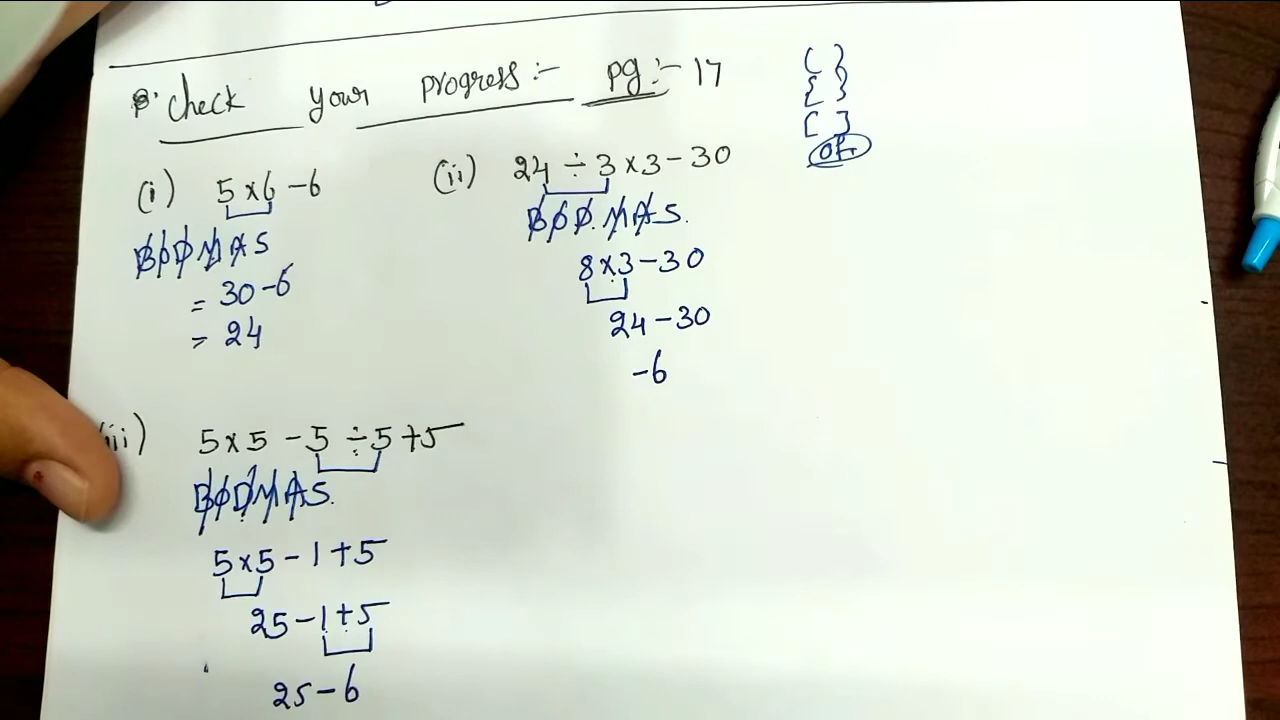 Check your progress :- pg :- 17
( }
{ }
[ ]
OF
(i) 5 x 6 - 6
BODMAS
= 30 - 6
= 24
(ii) 24 ÷ 3 x 3 - 30
BODMAS.
8 x 3 - 30
24 - 30
-6
iii) 5 x 5 - 5 ÷ 5 + 5
BODMAS.
5 x 5 - 1 + 5
25 - 1 + 5
25 - 6